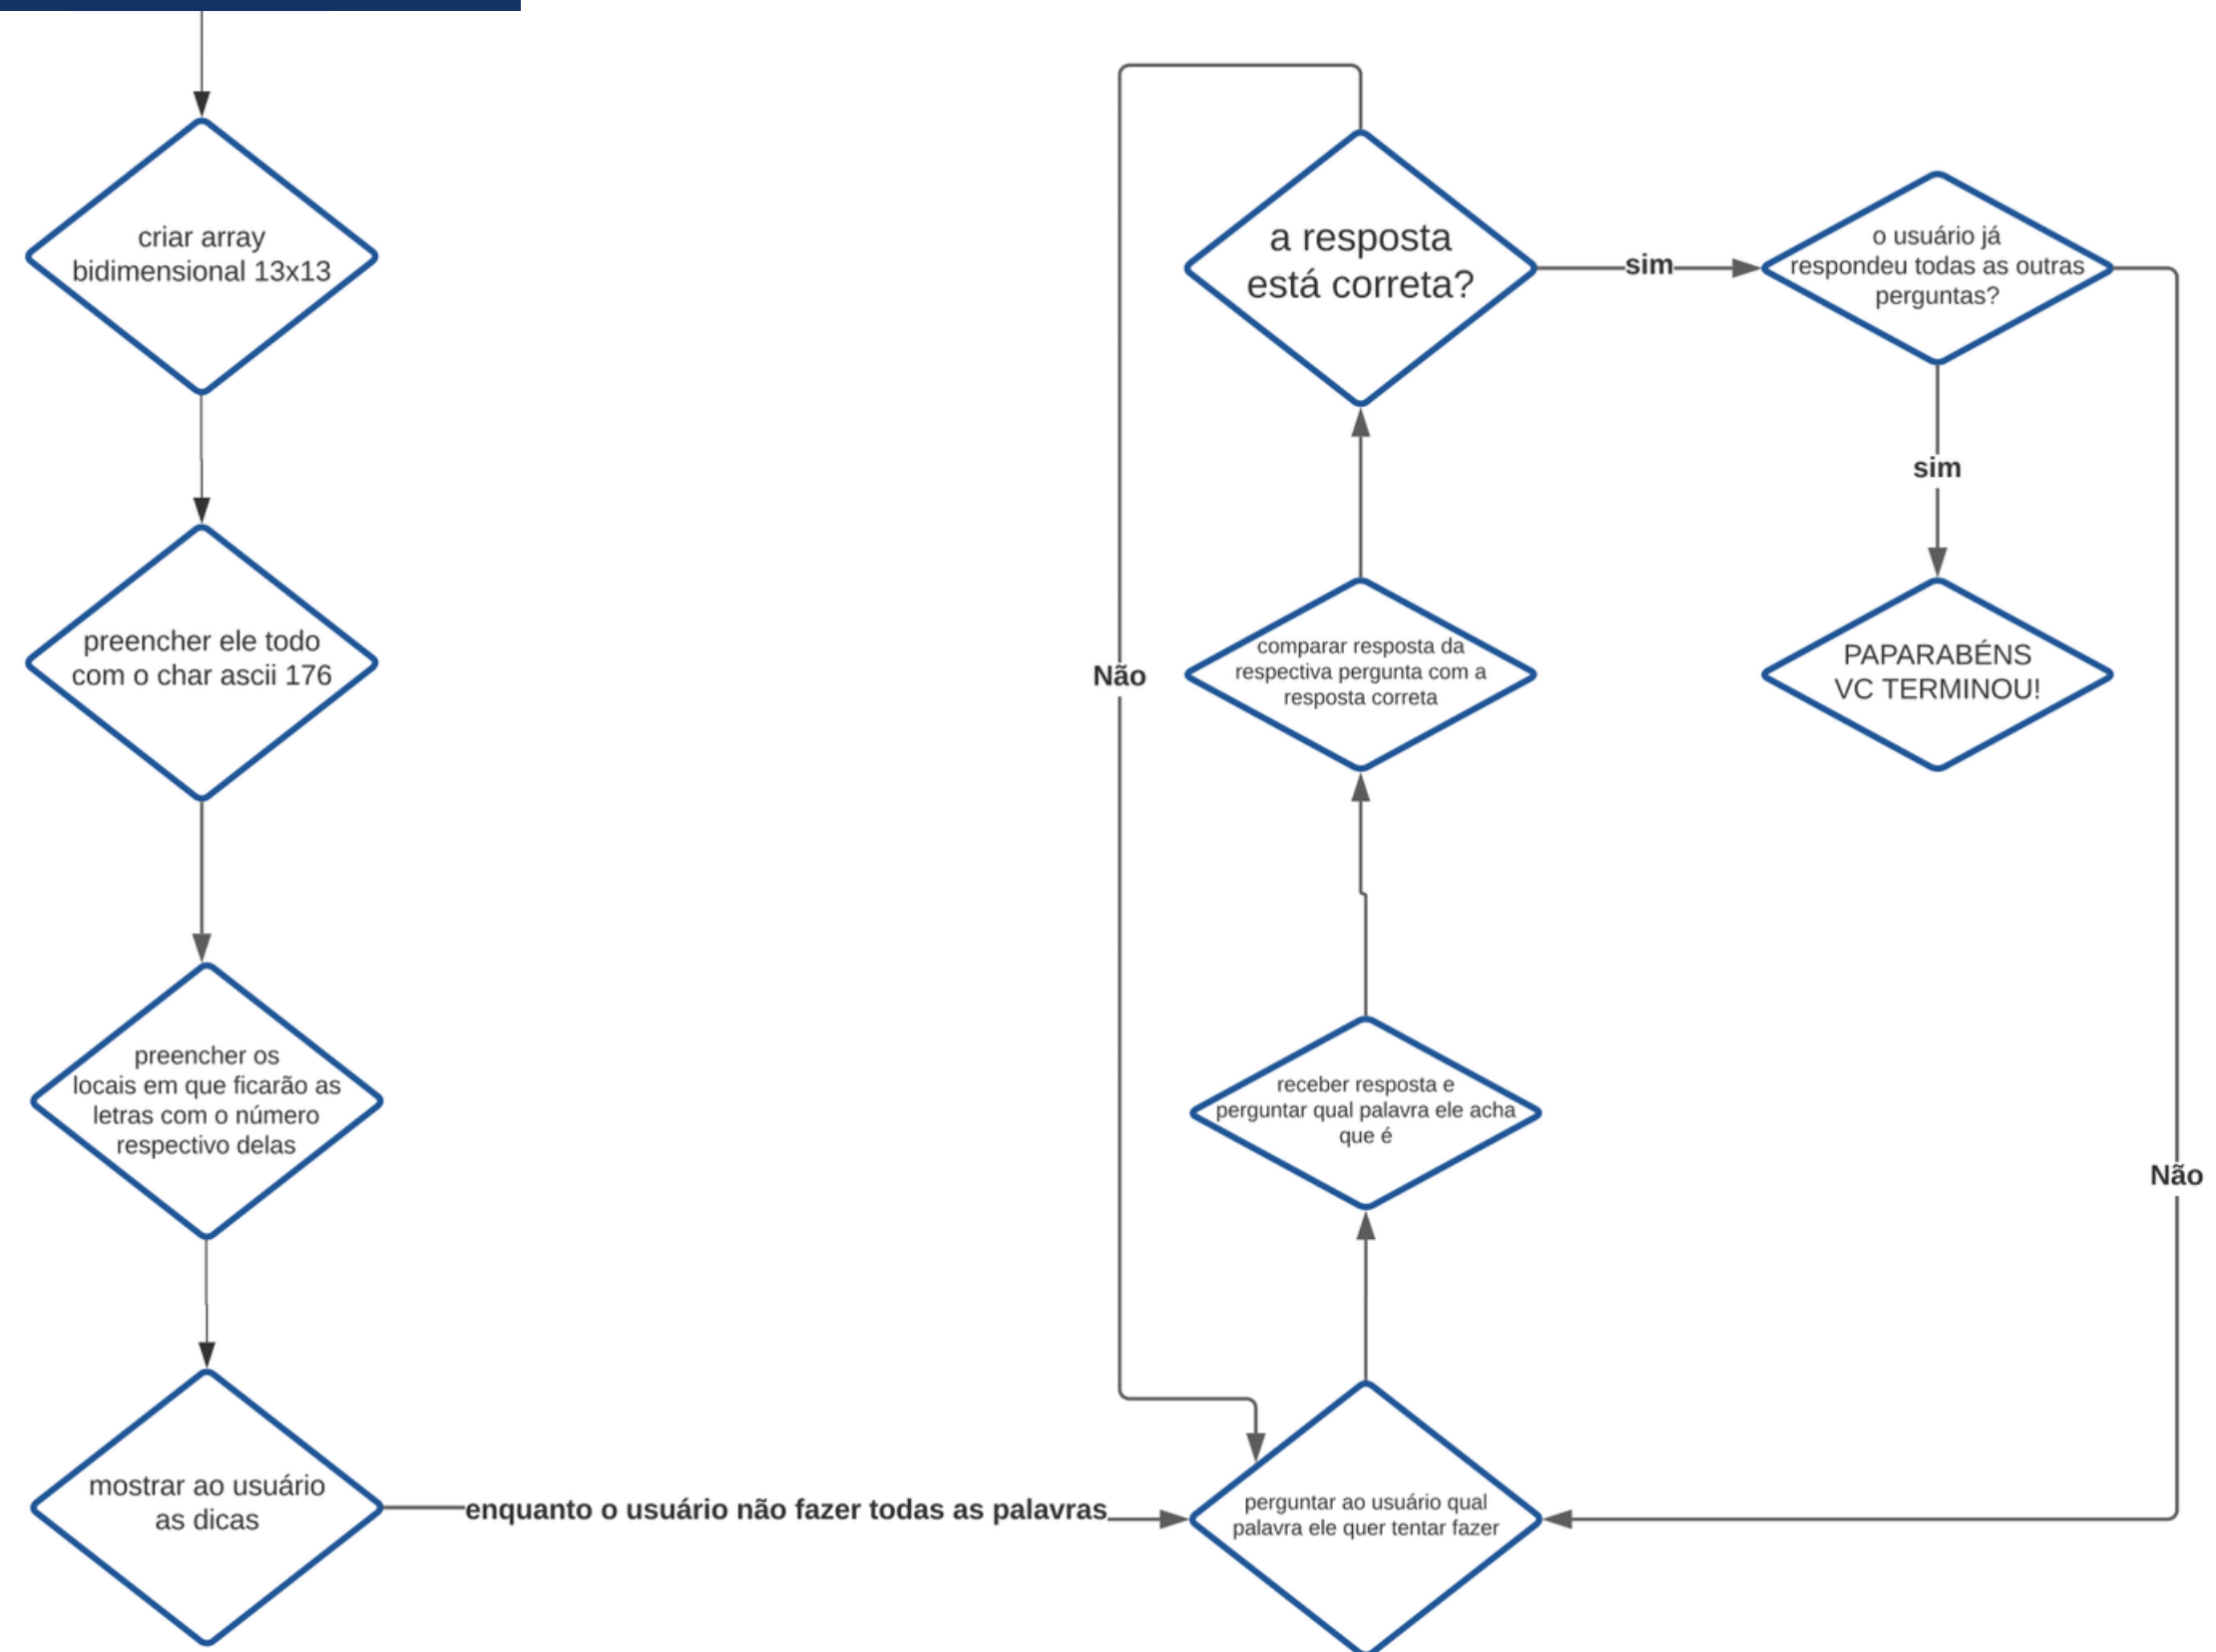 criar array
bidimensional 13x13
preencher ele todo
com o char ascii 176
preencher os
locais em que ficarão as
letras com o número
respectivo delas
mostrar ao usuário
as dicas
enquanto o usuário não fazer todas as palavras
perguntar ao usuário qual
palavra ele quer tentar fazer
receber resposta e
perguntar qual palavra ele acha
que é
comparar resposta da
respectiva pergunta com a
resposta correta
a resposta
está correta?
Não
sim
o usuário já
respondeu todas as outras
perguntas?
sim
PAPARABÉNS
VC TERMINOU!
Não